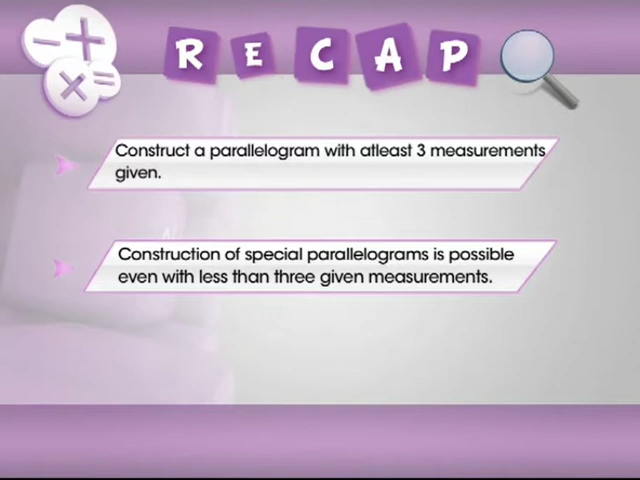 RECAP
Construct a parallelogram with atleast 3 measurements
given.
Construction of special parallelograms is possible
even with less than three given measurements.